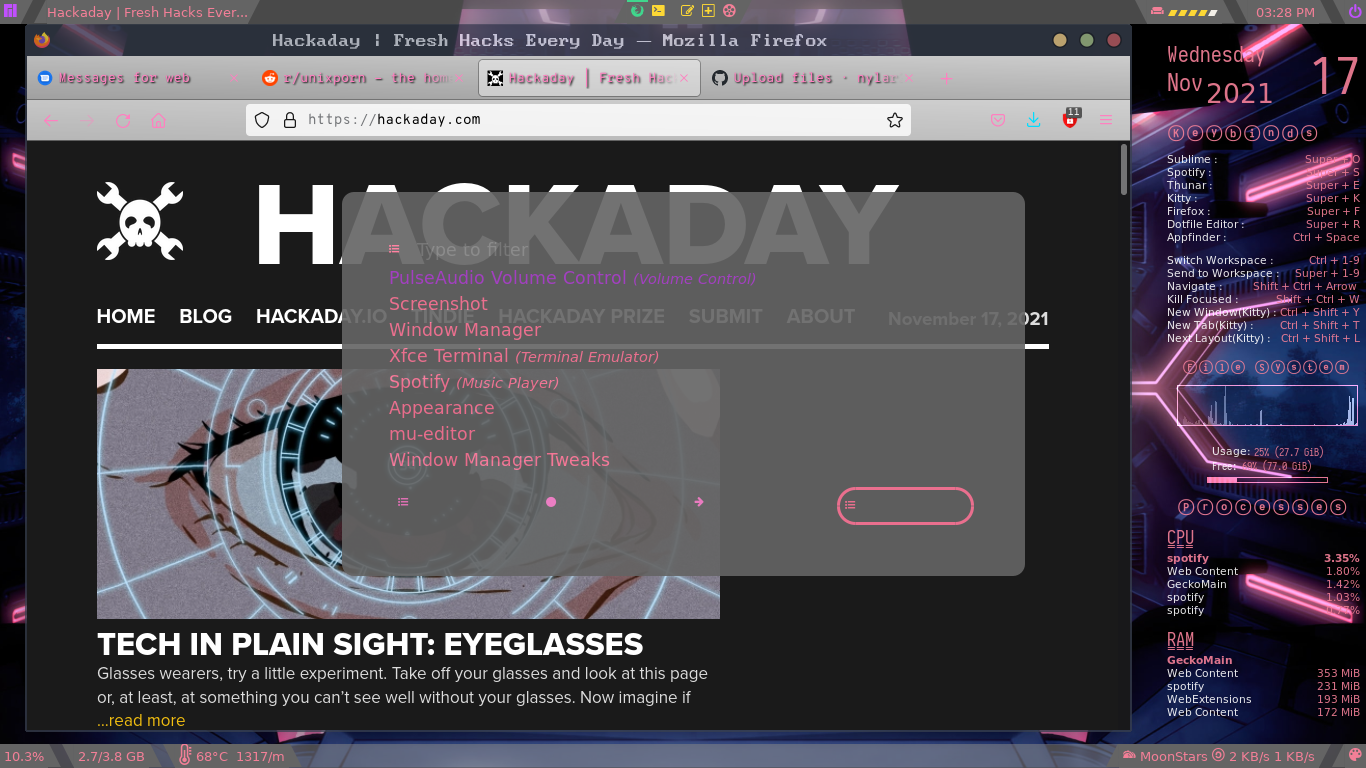 Hackaday | Fresh Hacks Ever...
03:28 PM
Hackaday | Fresh Hacks Every Day — Mozilla Firefox
Messages for web
r/unixporn - the hom
Hackaday | Fresh Hac
Upload files · nylar
https://hackaday.com
11
HACKADAY
HOME BLOG HACKADAY.IO TINDIE HACKADAY PRIZE SUBMIT ABOUT November 17, 2021
Type to filter
PulseAudio Volume Control (Volume Control)
Screenshot
Window Manager
Xfce Terminal (Terminal Emulator)
Spotify (Music Player)
Appearance
mu-editor
Window Manager Tweaks
TECH IN PLAIN SIGHT: EYEGLASSES
Glasses wearers, try a little experiment. Take off your glasses and look at this page
or, at least, at something you can't see well without your glasses. Now imagine if
...read more
Wednesday
17
Nov 2021
Keybinds
Sublime : Super + O
Spotify : Super + S
Thunar : Super + E
Kitty : Super + K
Firefox : Super + F
Dotfile Editor : Super + R
Appfinder : Ctrl + Space
Switch Workspace : Ctrl + 1-9
Send to Workspace : Super + 1-9
Navigate : Shift + Ctrl + Arrow
Kill Focused : Shift + Ctrl + W
New Window(Kitty) : Ctrl + Shift + Y
New Tab(Kitty) : Ctrl + Shift + T
Next Layout(Kitty) : Ctrl + Shift + L
File System
Usage: 25% (27.7 GiB)
Free: 69% (77.0 GiB)
Processes
CPU
spotify 3.35%
Web Content 1.80%
GeckoMain 1.42%
spotify 1.03%
spotify
RAM
GeckoMain
Web Content 353 MiB
spotify 231 MiB
WebExtensions 193 MiB
Web Content 172 MiB
10.3% 2.7/3.8 GB 68°C 1317/m
MoonStars 2 KB/s 1 KB/s